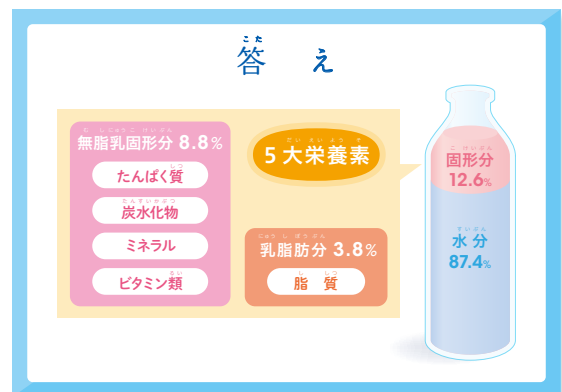 答え
無脂乳固形分 8.8%
たんぱく質
炭水化物
ミネラル
ビタミン類
5大栄養素
乳脂肪分 3.8%
脂質
固形分
12.6%
水分
87.4%